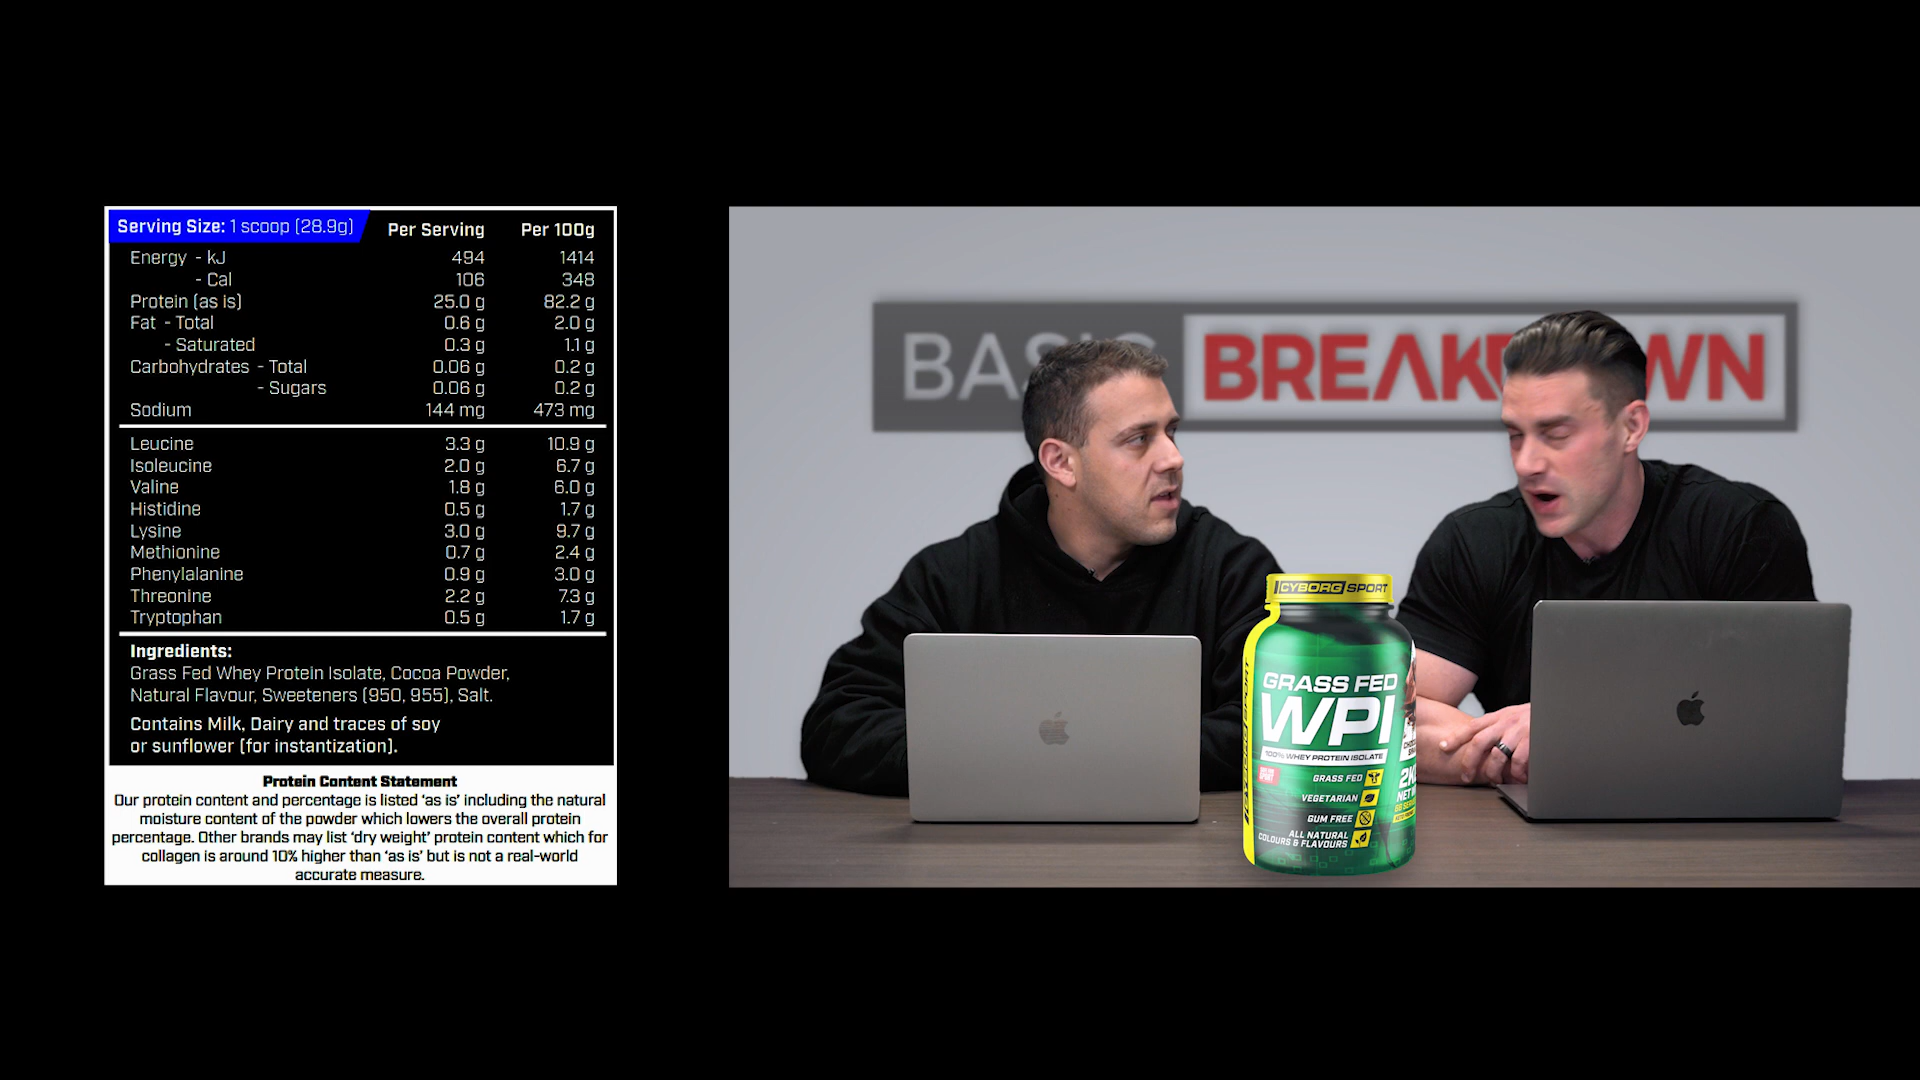 Serving Size: 1 scoop (28.9g) Per Serving Per 100g
Energy - kJ 494 1414
- Cal 106 348
Protein (as is) 25.0 g 82.2 g
Fat - Total 0.6 g 2.0 g
- Saturated 0.3 g 1.1 g
Carbohydrates - Total 0.06 g 0.2 g
- Sugars 0.06 g 0.2 g
Sodium 144 mg 473 mg
Leucine 3.3 g 10.9 g
Isoleucine 2.0 g 6.7 g
Valine 1.8 g 6.0 g
Histidine 0.5 g 1.7 g
Lysine 3.0 g 9.7 g
Methionine 0.7 g 2.4 g
Phenylalanine 0.9 g 3.0 g
Threonine 2.2 g 7.3 g
Tryptophan 0.5 g 1.7 g
Ingredients:
Grass Fed Whey Protein Isolate, Cocoa Powder,
Natural Flavour, Sweeteners (950, 955), Salt.
Contains Milk, Dairy and traces of soy
or sunflower (for instantization).
Protein Content Statement
Our protein content and percentage is listed ‘as is’ including the natural
moisture content of the powder which lowers the overall protein
percentage. Other brands may list ‘dry weight’ protein content which for
collagen is around 10% higher than ‘as is’ but is not a real-world
accurate measure.
CYBORG SPORT
CYBORG SPORT
GRASS FED
WPI
100% WHEY PROTEIN ISOLATE
GRASS FED
VEGETARIAN
GUM FREE
ALL NATURAL
COLOURS & FLAVOURS
NET